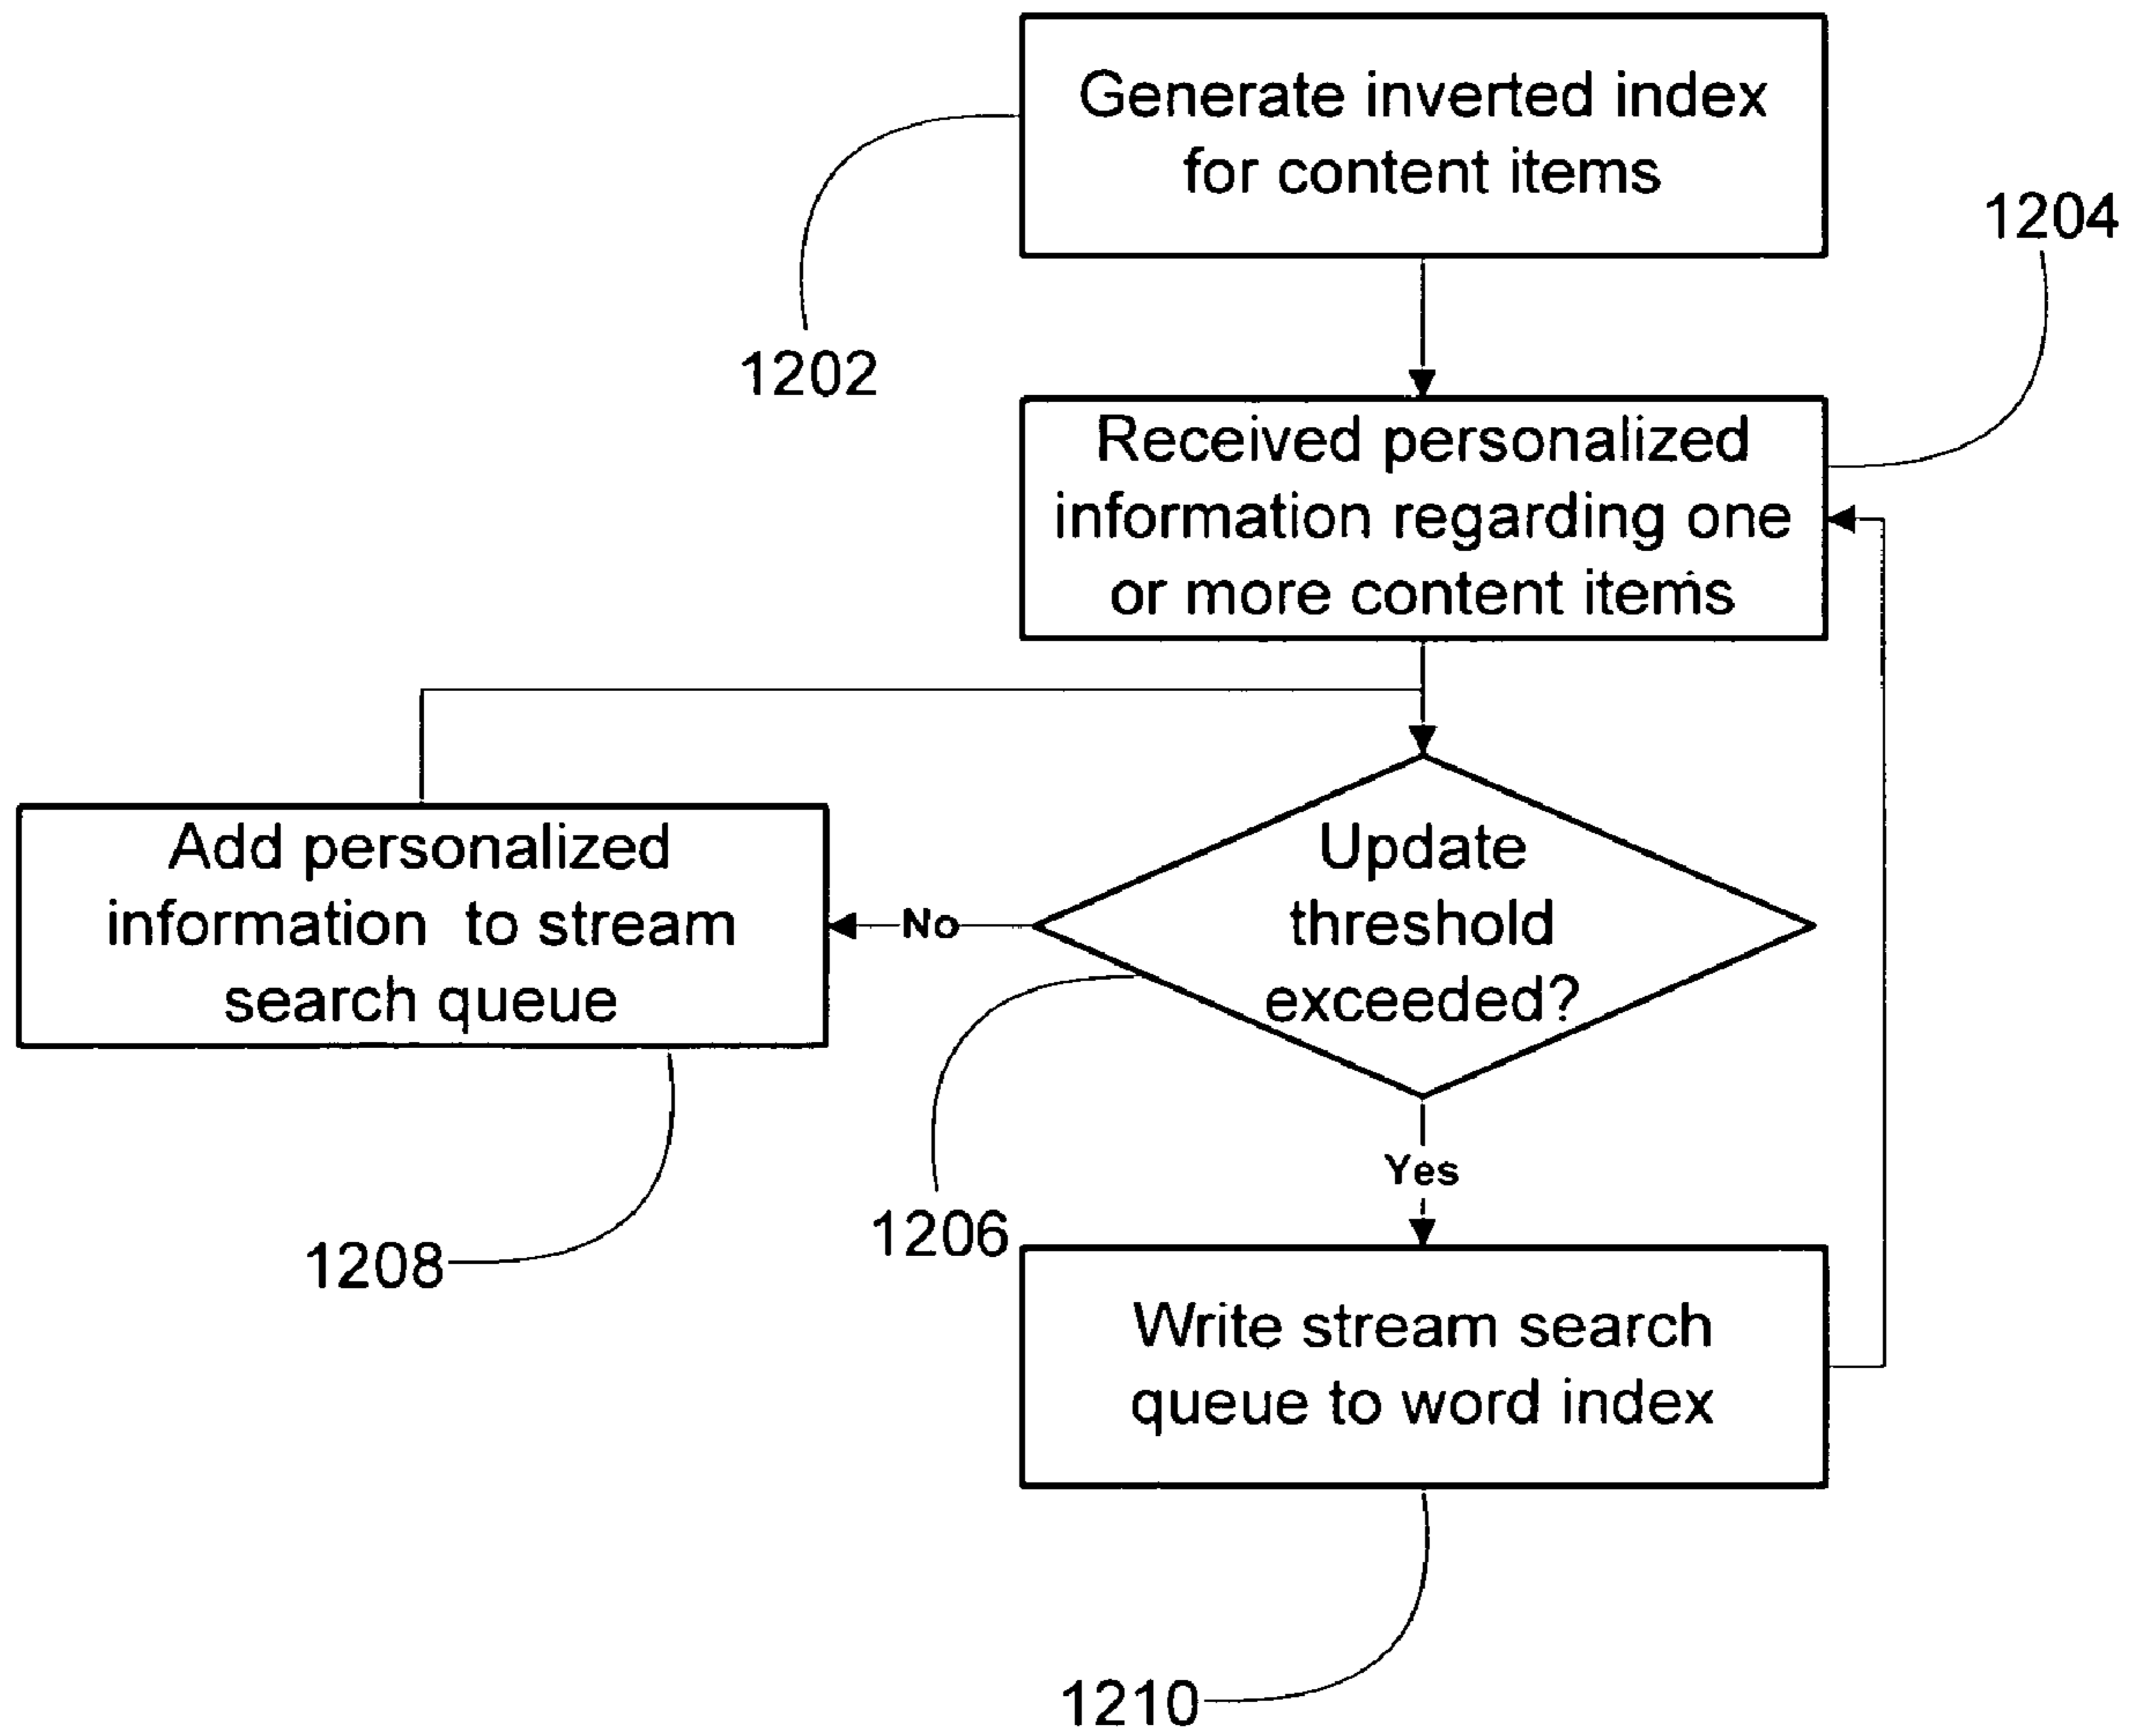 Generate inverted index
for content items
1204
1202
Received personalized
information regarding one
or more content items
Update
threshold
exceeded?
No
Add personalized
information to stream
search queue
Yes
1206
1208
Write stream search
queue to word index
1210